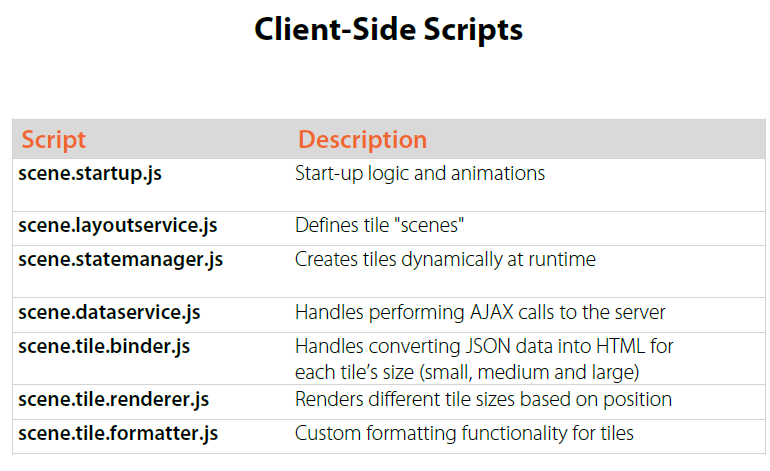 Client-Side Scripts
Script Description
scene.startup.js Start-up logic and animations
scene.layoutservice.js Defines tile "scenes"
scene.statemanager.js Creates tiles dynamically at runtime
scene.dataservice.js Handles performing AJAX calls to the server
scene.tile.binder.js Handles converting JSON data into HTML for
each tile’s size (small, medium and large)
scene.tile.renderer.js Renders different tile sizes based on position
scene.tile.formatter.js Custom formatting functionality for tiles